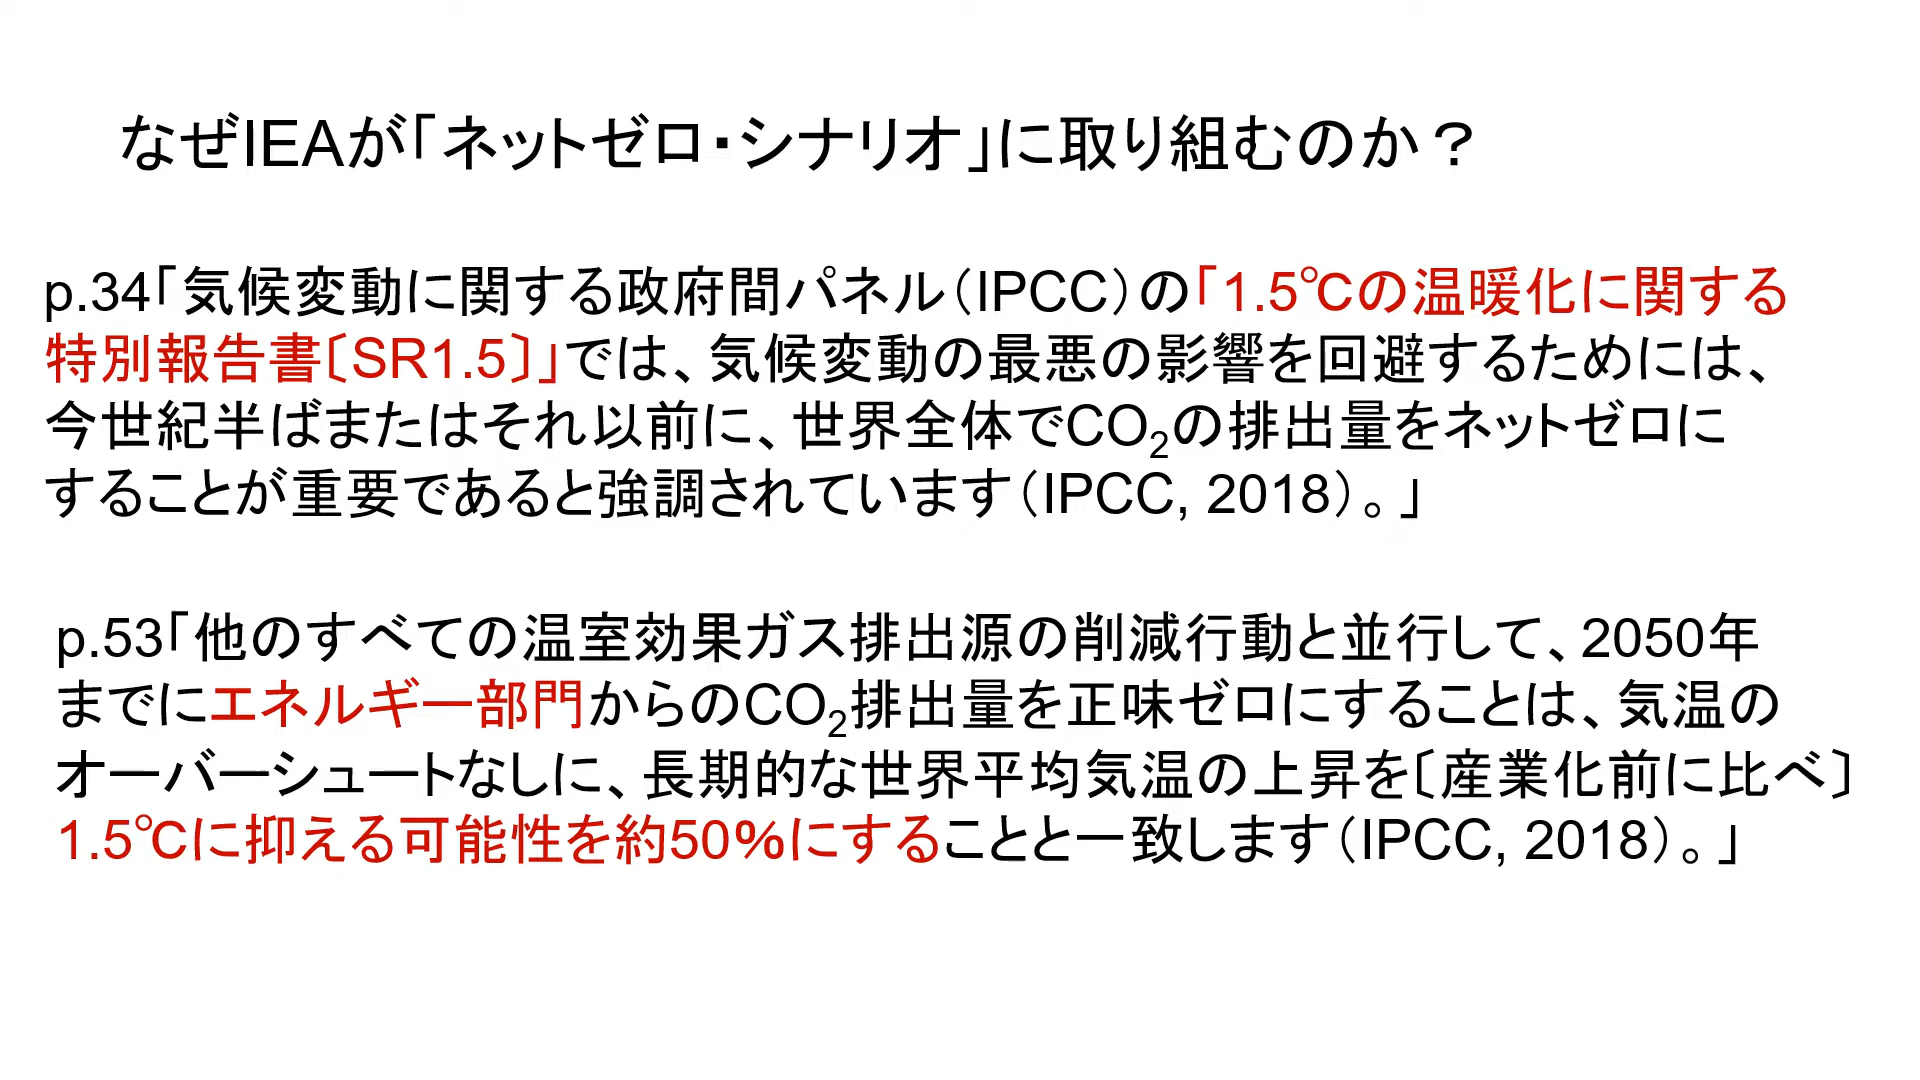 なぜIEAが「ネットゼロ・シナリオ」に取り組むのか？
p.34「気候変動に関する政府間パネル（IPCC）の「1.5℃の温暖化に関する
特別報告書〔SR1.5〕」では、気候変動の最悪の影響を回避するためには、
今世紀半ばまたはそれ以前に、世界全体でCO₂の排出量をネットゼロに
することが重要であると強調されています（IPCC, 2018）。」
p.53「他のすべての温室効果ガス排出源の削減行動と並行して、2050年
までにエネルギー部門からのCO₂排出量を正味ゼロにすることは、気温の
オーバーシュートなしに、長期的な世界平均気温の上昇を〔産業化前に比べ〕
1.5℃に抑える可能性を約50%にすることと一致します（IPCC, 2018）。」